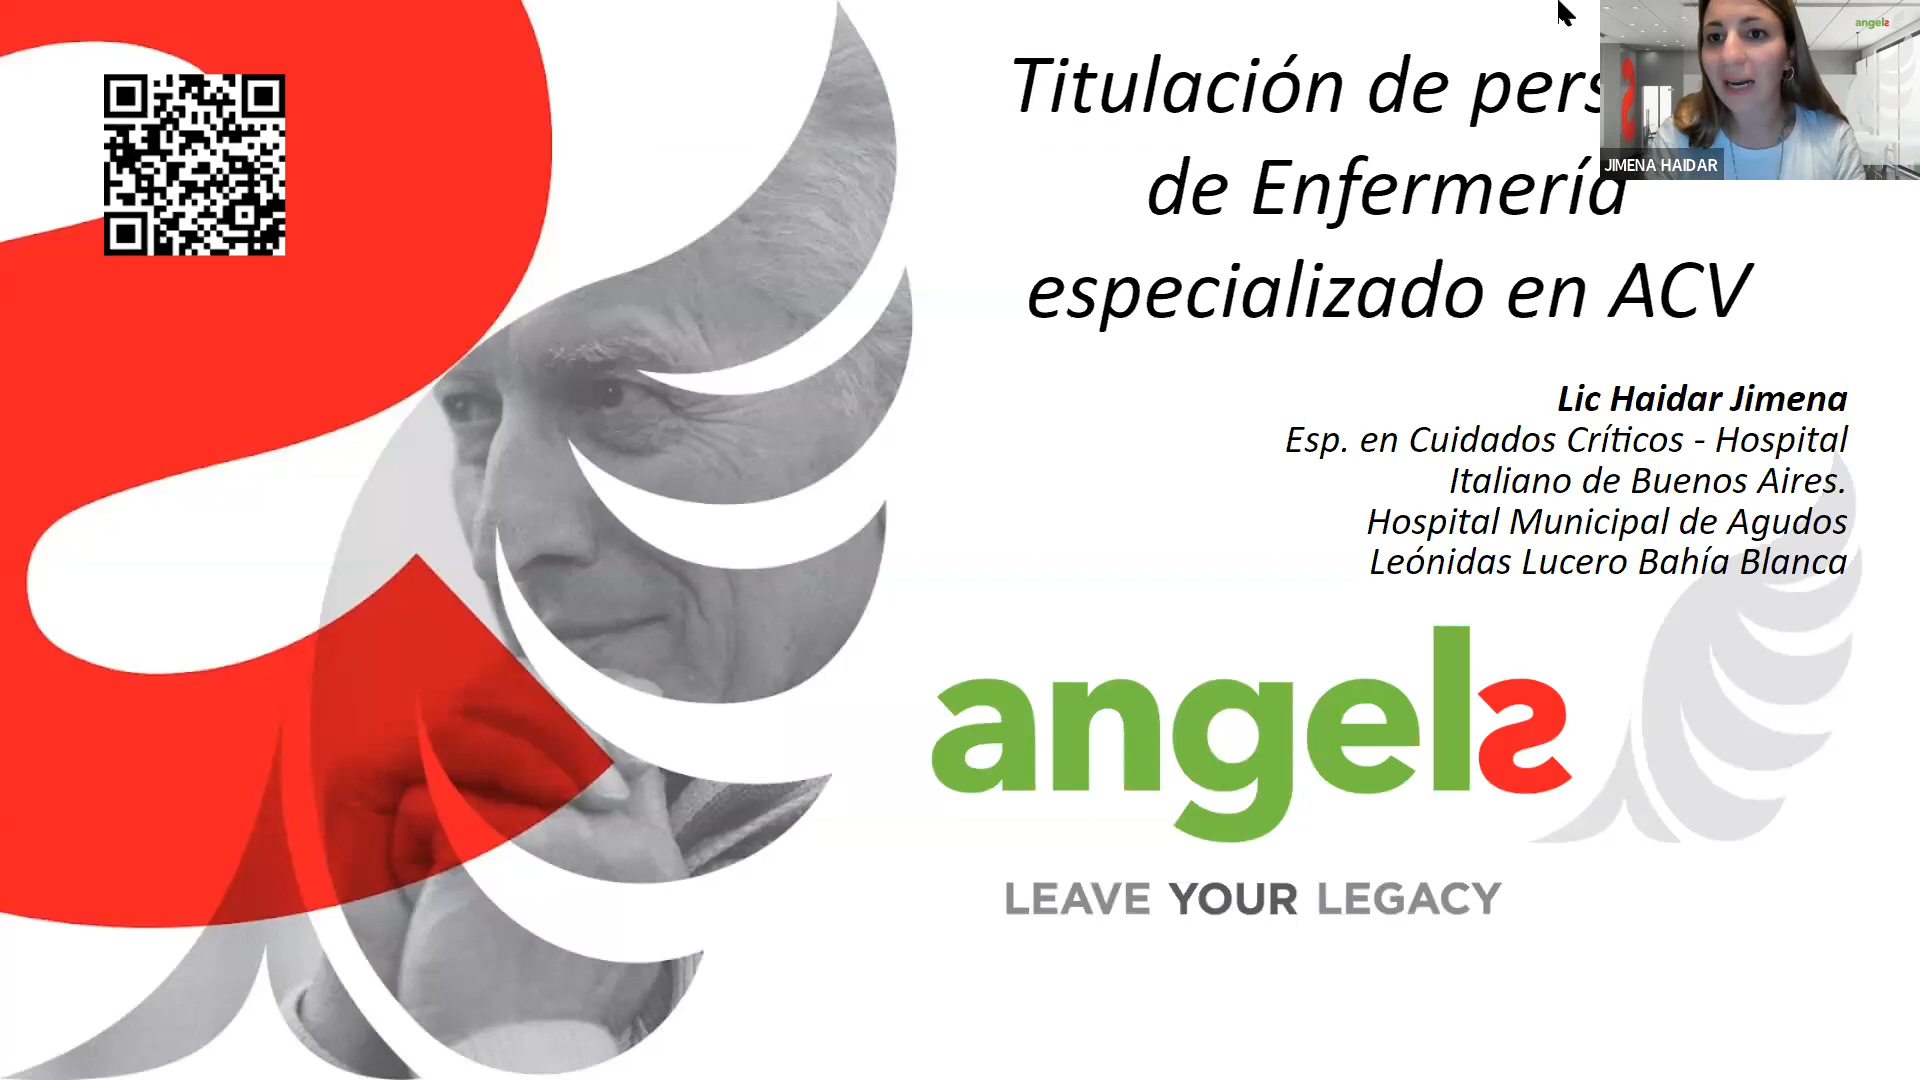 Titulación de pers
de Enfermería
especializado en ACV
angels
JIMENA HAIDAR
Lic Haidar Jimena
Esp. en Cuidados Críticos - Hospital
Italiano de Buenos Aires.
Hospital Municipal de Agudos
Leónidas Lucero Bahía Blanca
angels
LEAVE YOUR LEGACY